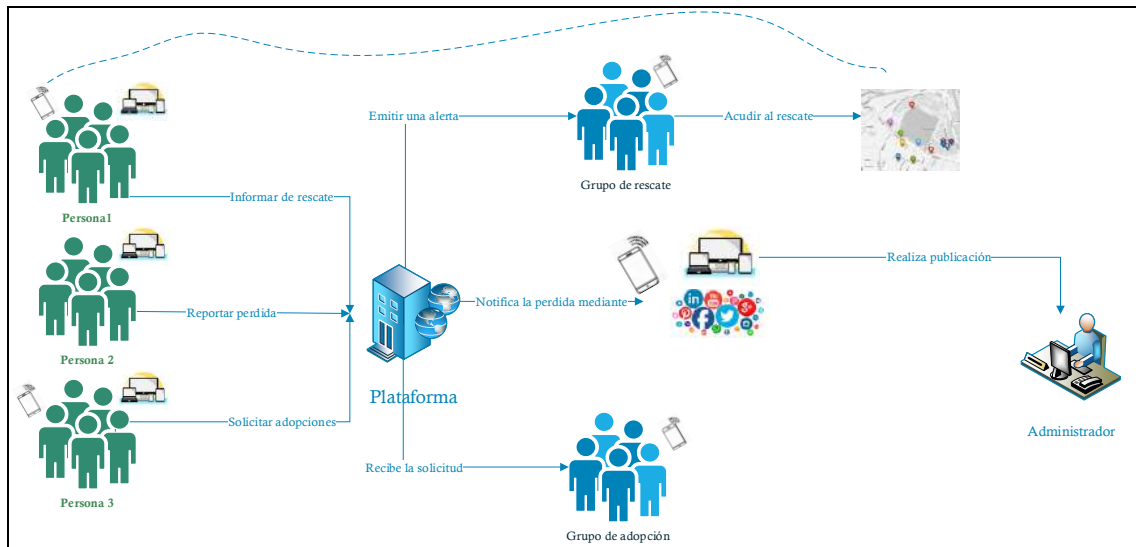 Emitir una alerta
Acudir al rescate
Grupo de rescate
Informar de rescate
Persona1
Realiza publicación
Notifica la perdida mediante
Reportar perdida
Persona 2
Plataforma
Solicitar adopciones
Administrador
Recibe la solicitud
Persona 3
Grupo de adopción